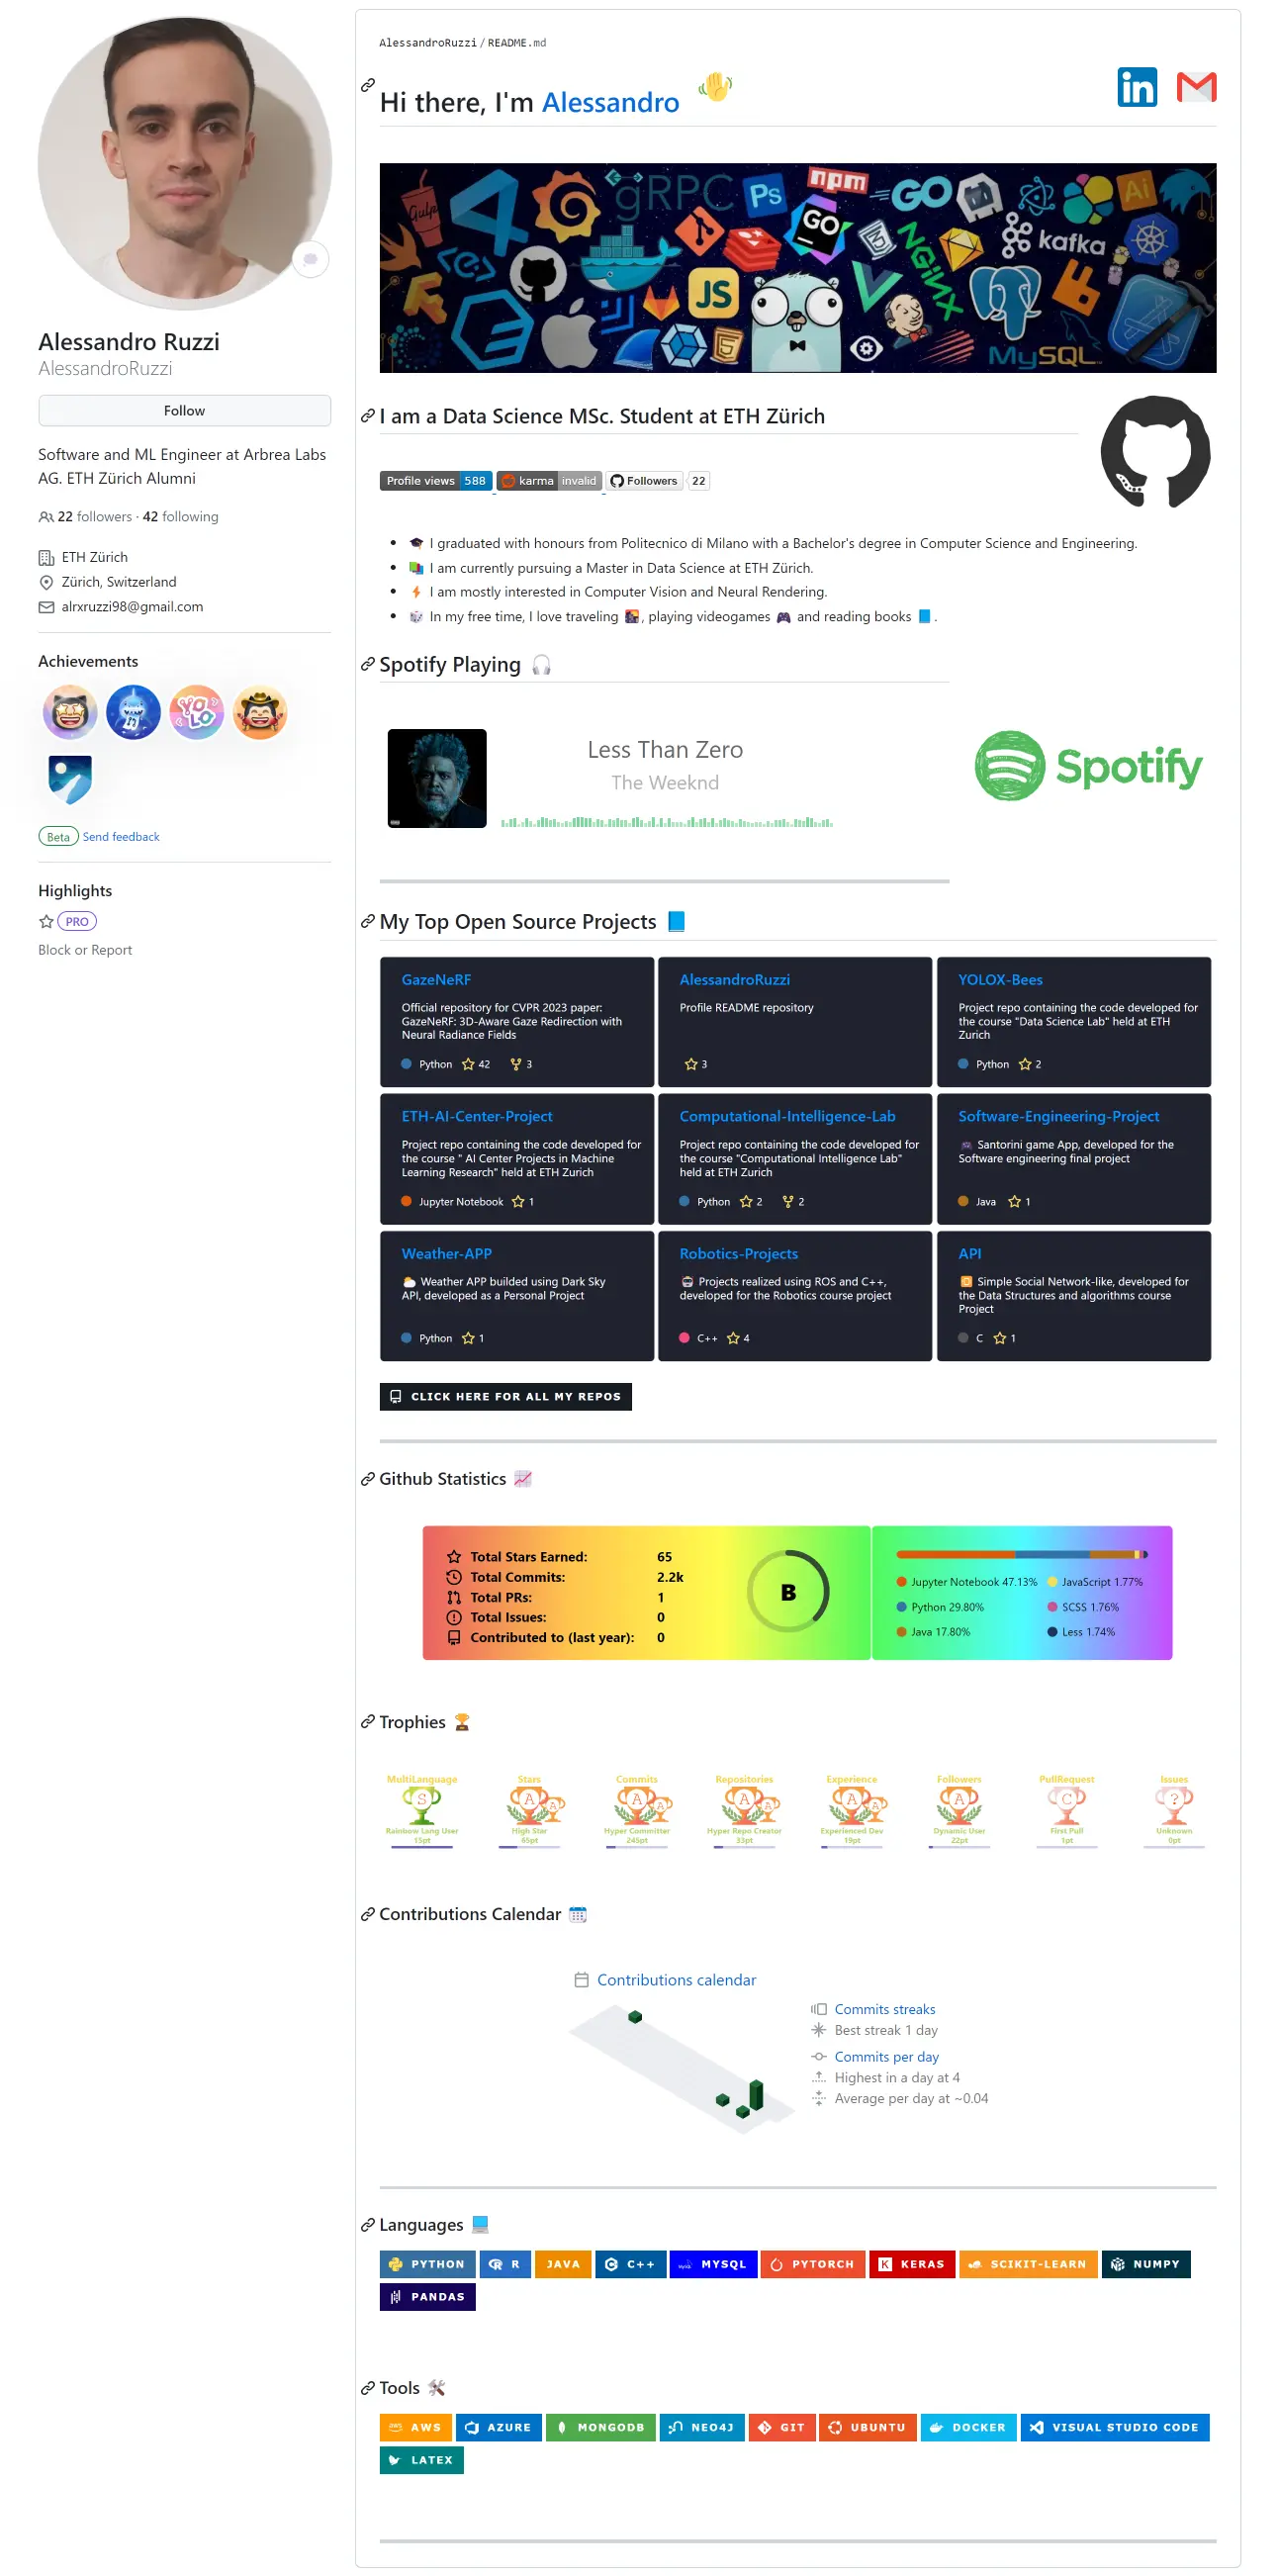 Alessandro Ruzzi
AlessandroRuzzi
Follow
Software and ML Engineer at Arbrea Labs
AG. ETH Zürich Alumni
22 followers · 42 following
ETH Zürich
Zürich, Switzerland
alrxruzzi98@gmail.com
Achievements
YOLO
Beta Send feedback
Highlights
PRO
Block or Report
AlessandroRuzzi / README.md
Hi there, I'm Alessandro
in
Gulp
gRPC
Ps
npm
GO
GO
Ai
kafka
NGINX
JS
MySQL
I am a Data Science MSc. Student at ETH Zürich
Profile views 588 karma invalid Followers 22
I graduated with honours from Politecnico di Milano with a Bachelor's degree in Computer Science and Engineering.
I am currently pursuing a Master in Data Science at ETH Zürich.
I am mostly interested in Computer Vision and Neural Rendering.
In my free time, I love traveling , playing videogames and reading books .
Spotify Playing
Less Than Zero
The Weeknd
Spotify
My Top Open Source Projects
GazeNeRF
Official repository for CVPR 2023 paper:
GazeNeRF: 3D-Aware Gaze Redirection with
Neural Radiance Fields
Python 42 3
AlessandroRuzzi
Profile README repository
3
YOLOX-Bees
Project repo containing the code developed for
the course "Data Science Lab" held at ETH
Zurich
Python 2
ETH-AI-Center-Project
Project repo containing the code developed for
the course " AI Center Projects in Machine
Learning Research" held at ETH Zurich
Jupyter Notebook 1
Computational-Intelligence-Lab
Project repo containing the code developed for
the course "Computational Intelligence Lab"
held at ETH Zurich
Python 2 2
Software-Engineering-Project
Santorini game App, developed for the
Software engineering final project
Java 1
Weather-APP
Weather APP builded using Dark Sky
API, developed as a Personal Project
Python 1
Robotics-Projects
Projects realized using ROS and C++,
developed for the Robotics course project
C++ 4
API
Simple Social Network-like, developed for
the Data Structures and algorithms course
Project
C 1
CLICK HERE FOR ALL MY REPOS
Github Statistics
Total Stars Earned: 65
Total Commits: 2.2k
Total PRs: 1
Total Issues: 0
Contributed to (last year): 0
B
Jupyter Notebook 47.13% JavaScript 1.77%
Python 29.80% SCSS 1.76%
Java 17.80% Less 1.74%
Trophies
MultiLanguage Stars Commits Repositories Experience Followers PullRequest Issues
S A A A A A A A A A C ?
Rainbow Lang User High Star Hyper Committer Hyper Repo Creator Experienced Dev Dynamic User First Pull Unknown
15pt 65pt 245pt 33pt 19pt 22pt 1pt 0pt
Contributions Calendar
Contributions calendar
Commits streaks
Best streak 1 day
Commits per day
Highest in a day at 4
Average per day at ~0.04
Languages
PYTHON R JAVA C++ MYSQL PYTORCH KERAS SCIKIT-LEARN NUMPY
PANDAS
Tools
AWS AZURE MONGODB NEO4J GIT UBUNTU DOCKER VISUAL STUDIO CODE
LATEX